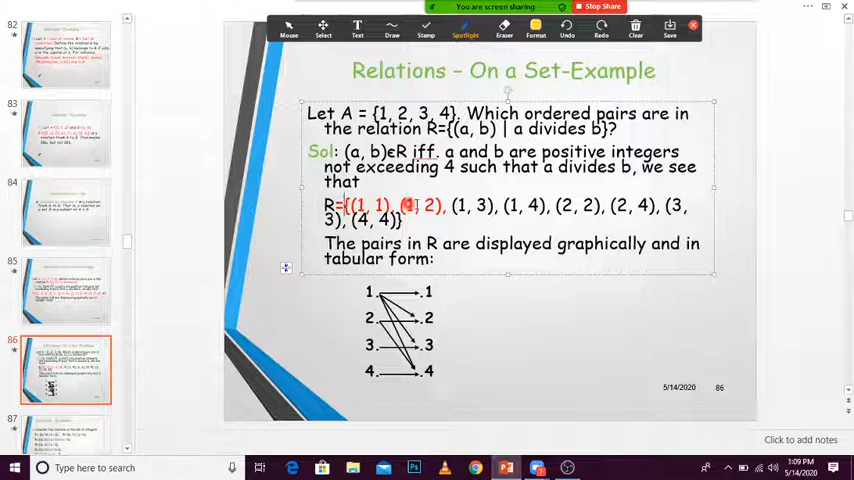 You are screen sharing
Stop Share
Mouse
Select
Text
Draw
Stamp
Spotlight
Eraser
Format
Undo
Redo
Clear
Save
82
83
84
85
86
87
Relations – On a Set-Example
Let A = {1, 2, 3, 4}. Which ordered pairs are in
the relation R={(a, b) | a divides b}?
Sol: (a, b)ϵR iff. a and b are positive integers
not exceeding 4 such that a divides b, we see
that
R={(1, 1), (1, 2), (1, 3), (1, 4), (2, 2), (2, 4), (3,
3), (4, 4)}
The pairs in R are displayed graphically and in
tabular form:
1. .1
2. .2
3. .3
4. .4
5/14/2020
86
Click to add notes
Type here to search
1:09 PM
5/14/2020